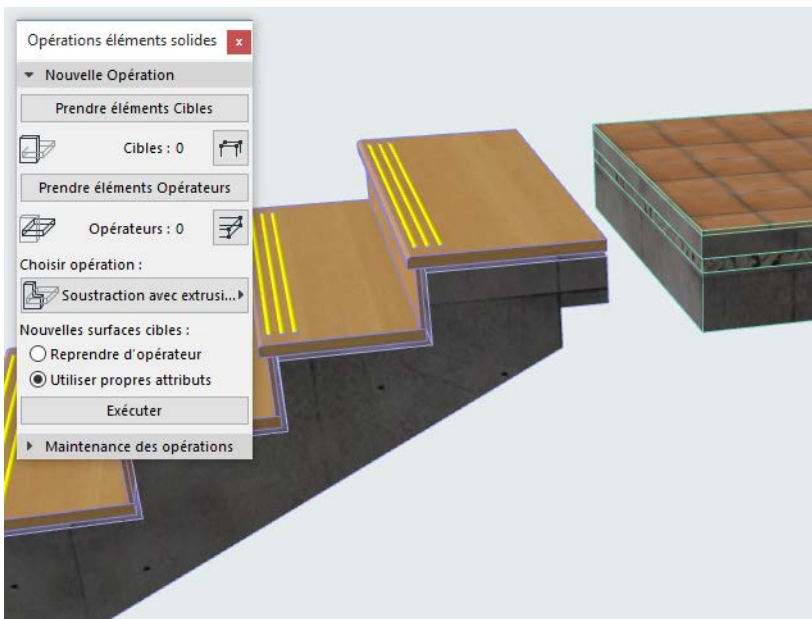 Opérations éléments solides
x
Nouvelle Opération
Prendre éléments Cibles
Cibles : 0
Prendre éléments Opérateurs
Opérateurs : 0
Choisir opération :
Soustraction avec extrusi...
Nouvelles surfaces cibles :
Reprendre d'opérateur
Utiliser propres attributs
Exécuter
Maintenance des opérations